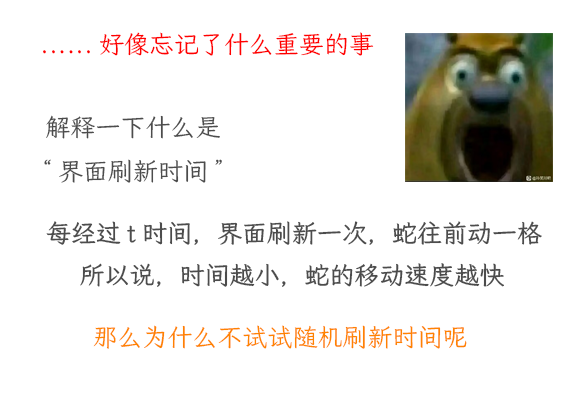 ……好像忘记了什么重要的事
解释一下什么是
“界面刷新时间”
每经过 t 时间，界面刷新一次，蛇往前动一格
所以说，时间越小，蛇的移动速度越快
那么为什么不试试随机刷新时间呢